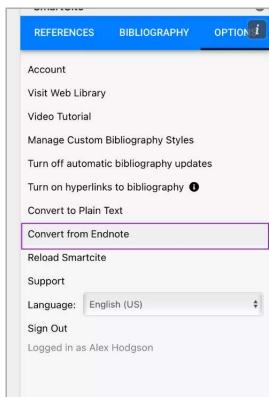 REFERENCES BIBLIOGRAPHY OPTION
Account
Visit Web Library
Video Tutorial
Manage Custom Bibliography Styles
Turn off automatic bibliography updates
Turn on hyperlinks to bibliography
Convert to Plain Text
Convert from Endnote
Reload Smartcite
Support
Language: English (US)
Sign Out
Logged in as Alex Hodgson